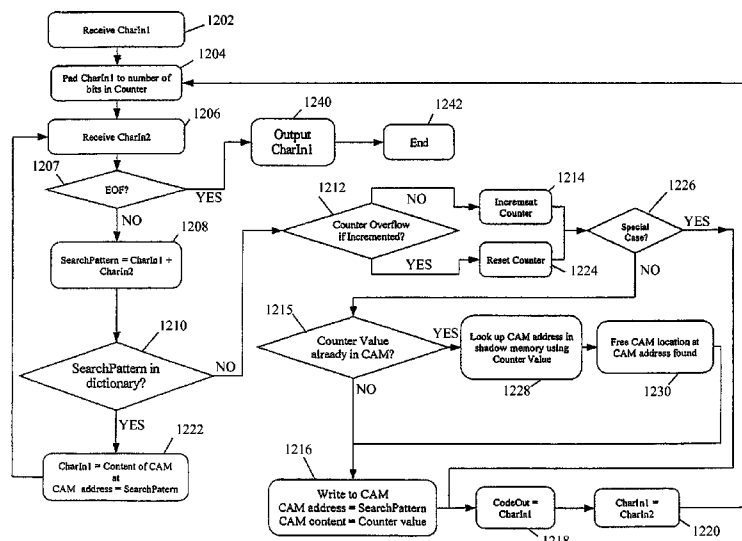 1202
Receive CharIn1
1204
Pad CharIn1 to number of
bits in Counter
1206
Receive CharIn2
1207
EOF?
YES
NO
1240
Output
CharIn1
1242
End
1208
SearchPattern = CharIn1 +
CharIn2
1210
SearchPattern in
dictionary?
NO
YES
1222
CharIn1 = Content of CAM
at
CAM address = SearchPatern
1212
Counter Overflow
if Incremented?
NO
YES
1214
Increment
Counter
Reset Counter
1224
1226
Special
Case?
YES
NO
1215
Counter Value
already in CAM?
YES
NO
Look up CAM address in
shadow memory using
Counter Value
1228
Free CAM location at
CAM address found
1230
1216
Write to CAM
CAM address = SearchPattern
CAM content = Counter value
CodeOut =
CharIn1
1218
CharIn1 =
CharIn2
1220